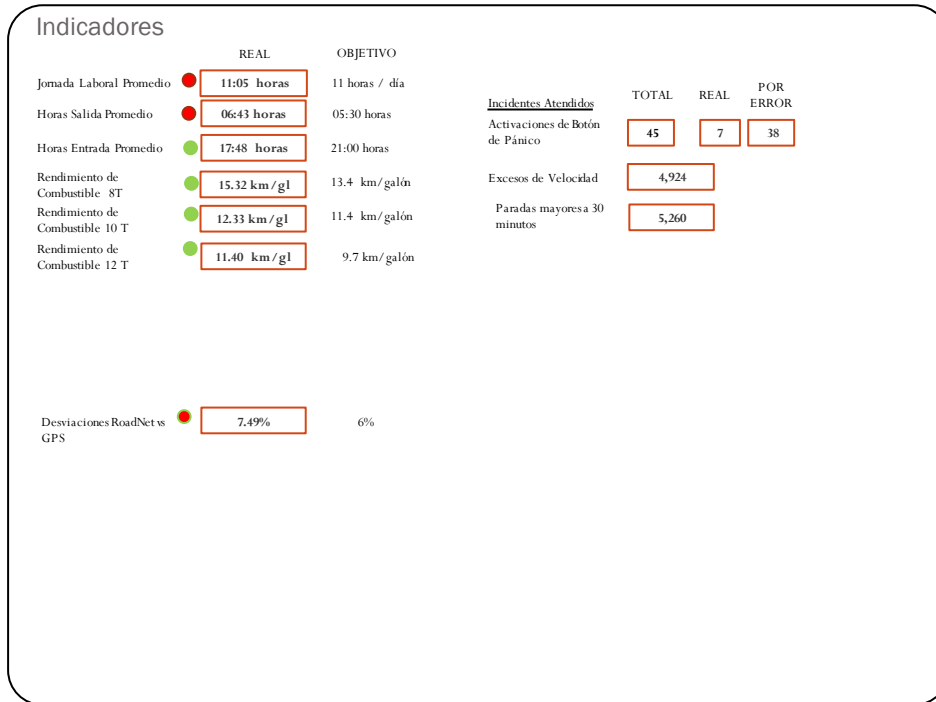 Indicadores
REAL OBJETIVO
Jornada Laboral Promedio 11:05 horas 11 horas / día
Horas Salida Promedio 06:43 horas 05:30 horas
Horas Entrada Promedio 17:48 horas 21:00 horas
Rendimiento de
Combustible 8T 15.32 km/gl 13.4 km/galón
Rendimiento de
Combustible 10 T 12.33 km/gl 11.4 km/galón
Rendimiento de
Combustible 12 T 11.40 km/gl 9.7 km/galón
Desviaciones RoadNet vs
GPS 7.49% 6%
Incidentes Atendidos TOTAL REAL POR
ERROR
Activaciones de Botón
de Pánico 45 7 38
Excesos de Velocidad 4,924
Paradas mayores a 30
minutos 5,260